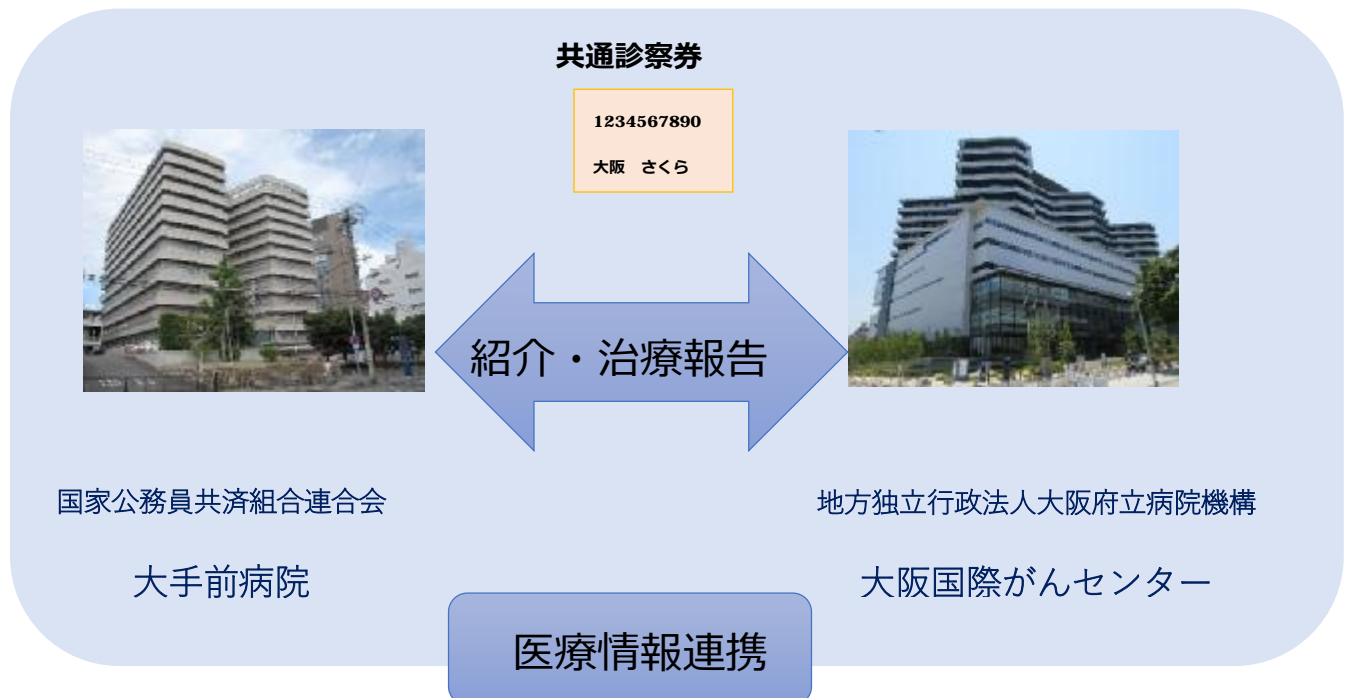 共通診察券
1234567890
大阪　さくら
紹介・治療報告
国家公務員共済組合連合会
大手前病院
地方独立行政法人大阪府立病院機構
大阪国際がんセンター
医療情報連携